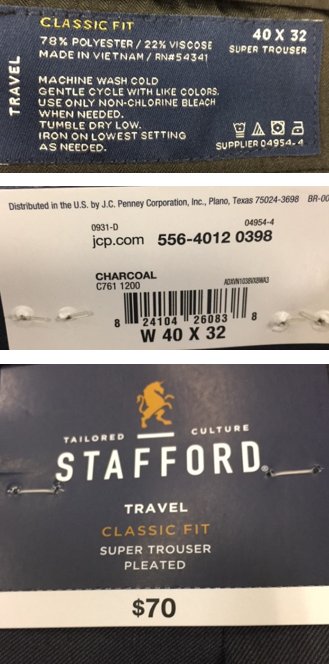 TRAVEL
CLASSIC FIT
78% POLYESTER / 22% VISCOSE
MADE IN VIETNAM / RN#54341
40 X 32
SUPER TROUSER
MACHINE WASH COLD
GENTLE CYCLE WITH LIKE COLORS.
USE ONLY NON-CHLORINE BLEACH
WHEN NEEDED.
TUMBLE DRY LOW.
IRON ON LOWEST SETTING
AS NEEDED.
SUPPLIER 04954-4
Distributed in the U.S. by J.C. Penney Corporation, Inc., Plano, Texas 75024-3698 BR-00
0931-D 04954-4
jcp.com 556-4012 0398
CHARCOAL
C761 1200
8 24104 26083 8
W 40 X 32
TAILORED CULTURE
STAFFORD®
TRAVEL
CLASSIC FIT
SUPER TROUSER
PLEATED
$70